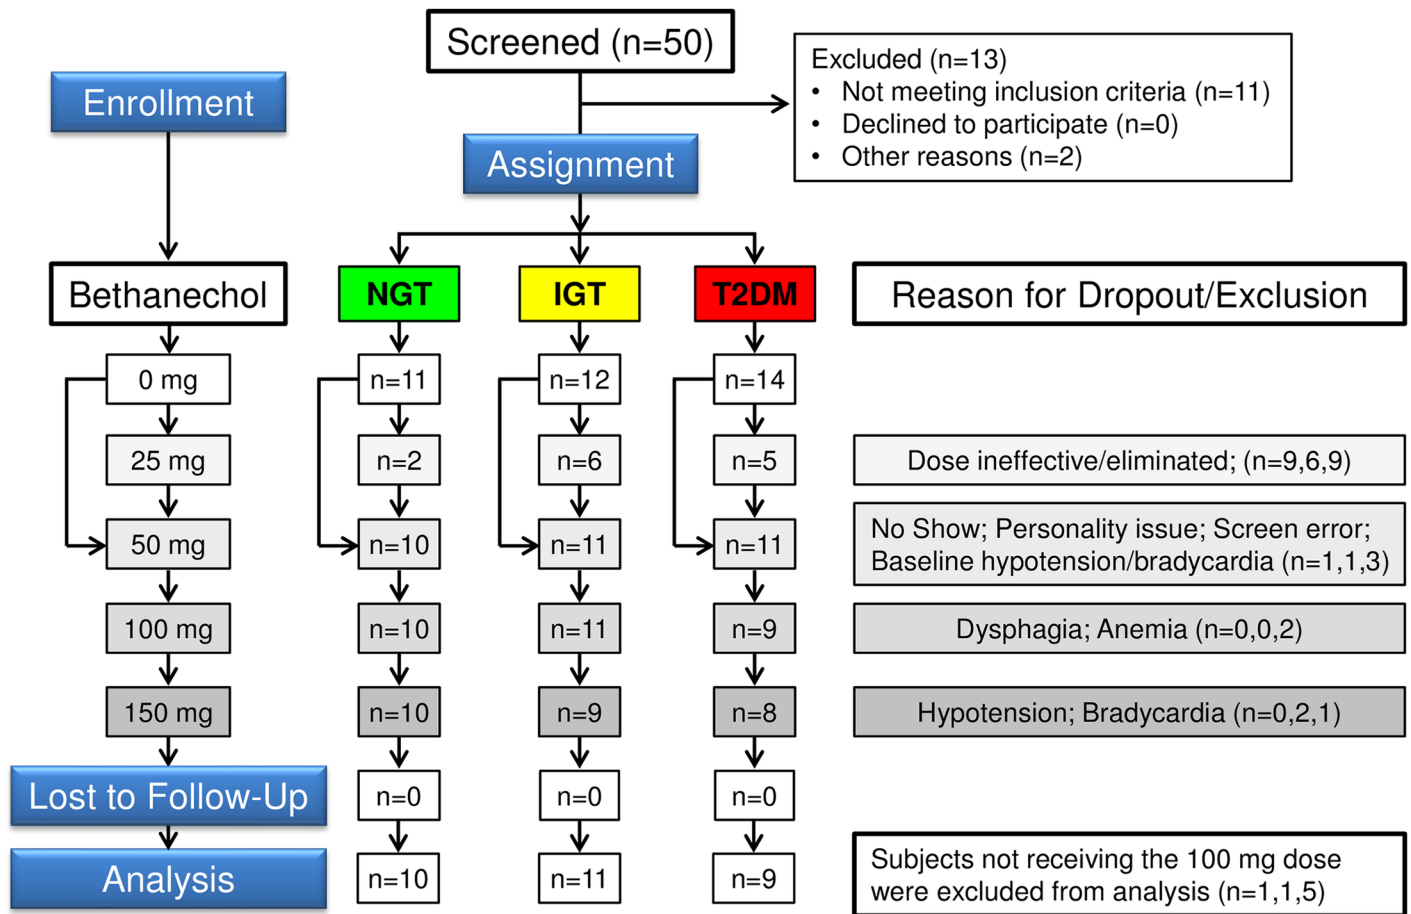 Screened (n=50)
Excluded (n=13)
• Not meeting inclusion criteria (n=11)
• Declined to participate (n=0)
• Other reasons (n=2)
Enrollment
Assignment
Bethanechol
NGT
IGT
T2DM
Reason for Dropout/Exclusion
0 mg
n=11
n=12
n=14
25 mg
n=2
n=6
n=5
Dose ineffective/eliminated; (n=9,6,9)
50 mg
n=10
n=11
n=11
No Show; Personality issue; Screen error;
Baseline hypotension/bradycardia (n=1,1,3)
100 mg
n=10
n=11
n=9
Dysphagia; Anemia (n=0,0,2)
150 mg
n=10
n=9
n=8
Hypotension; Bradycardia (n=0,2,1)
Lost to Follow-Up
n=0
n=0
n=0
Analysis
n=10
n=11
n=9
Subjects not receiving the 100 mg dose
were excluded from analysis (n=1,1,5)